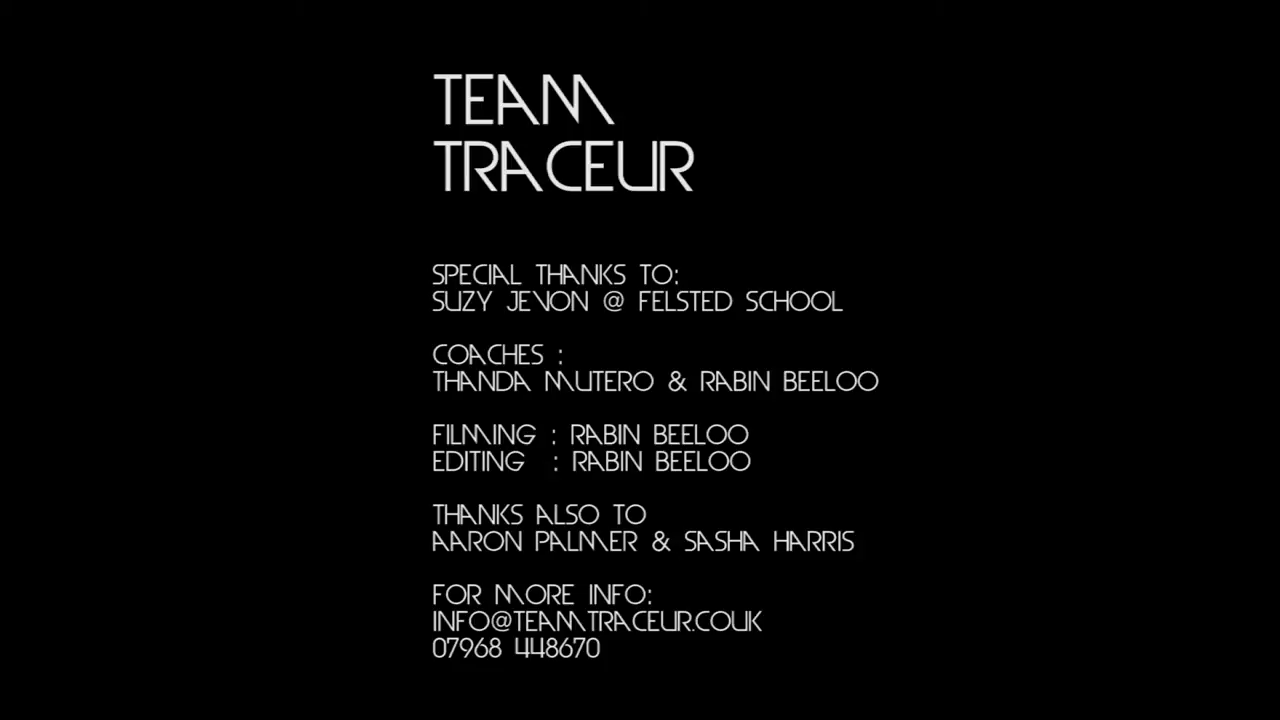 TEAM
TRACEUR
SPECIAL THANKS TO:
SUZY JEVON @ FELSTED SCHOOL
COACHES :
THANDA MUTERO & RABIN BEELOO
FILMING : RABIN BEELOO
EDITING : RABIN BEELOO
THANKS ALSO TO
AARON PALMER & SASHA HARRIS
FOR MORE INFO:
INFO@TEAMTRACEUR.CO.UK
07968 448670